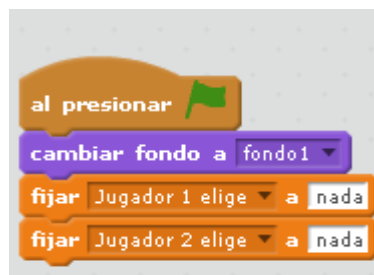 al presionar
cambiar fondo a fondo1
fijar Jugador 1 elige a nada
fijar Jugador 2 elige a nada